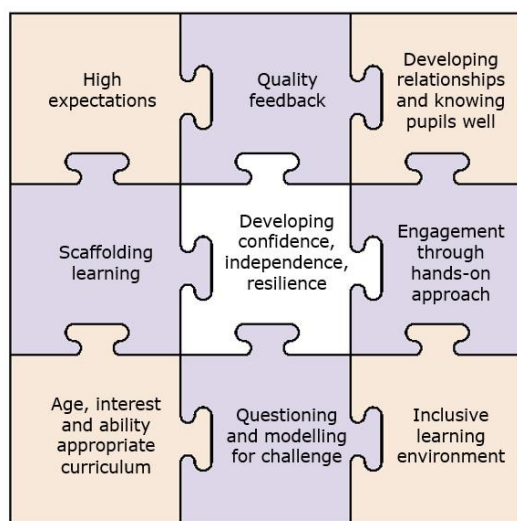 High
expectations
Quality
feedback
Developing
relationships
and knowing
pupils well
Scaffolding
learning
Developing
confidence,
independence,
resilience
Engagement
through
hands-on
approach
Age, interest
and ability
appropriate
curriculum
Questioning
and modelling
for challenge
Inclusive
learning
environment